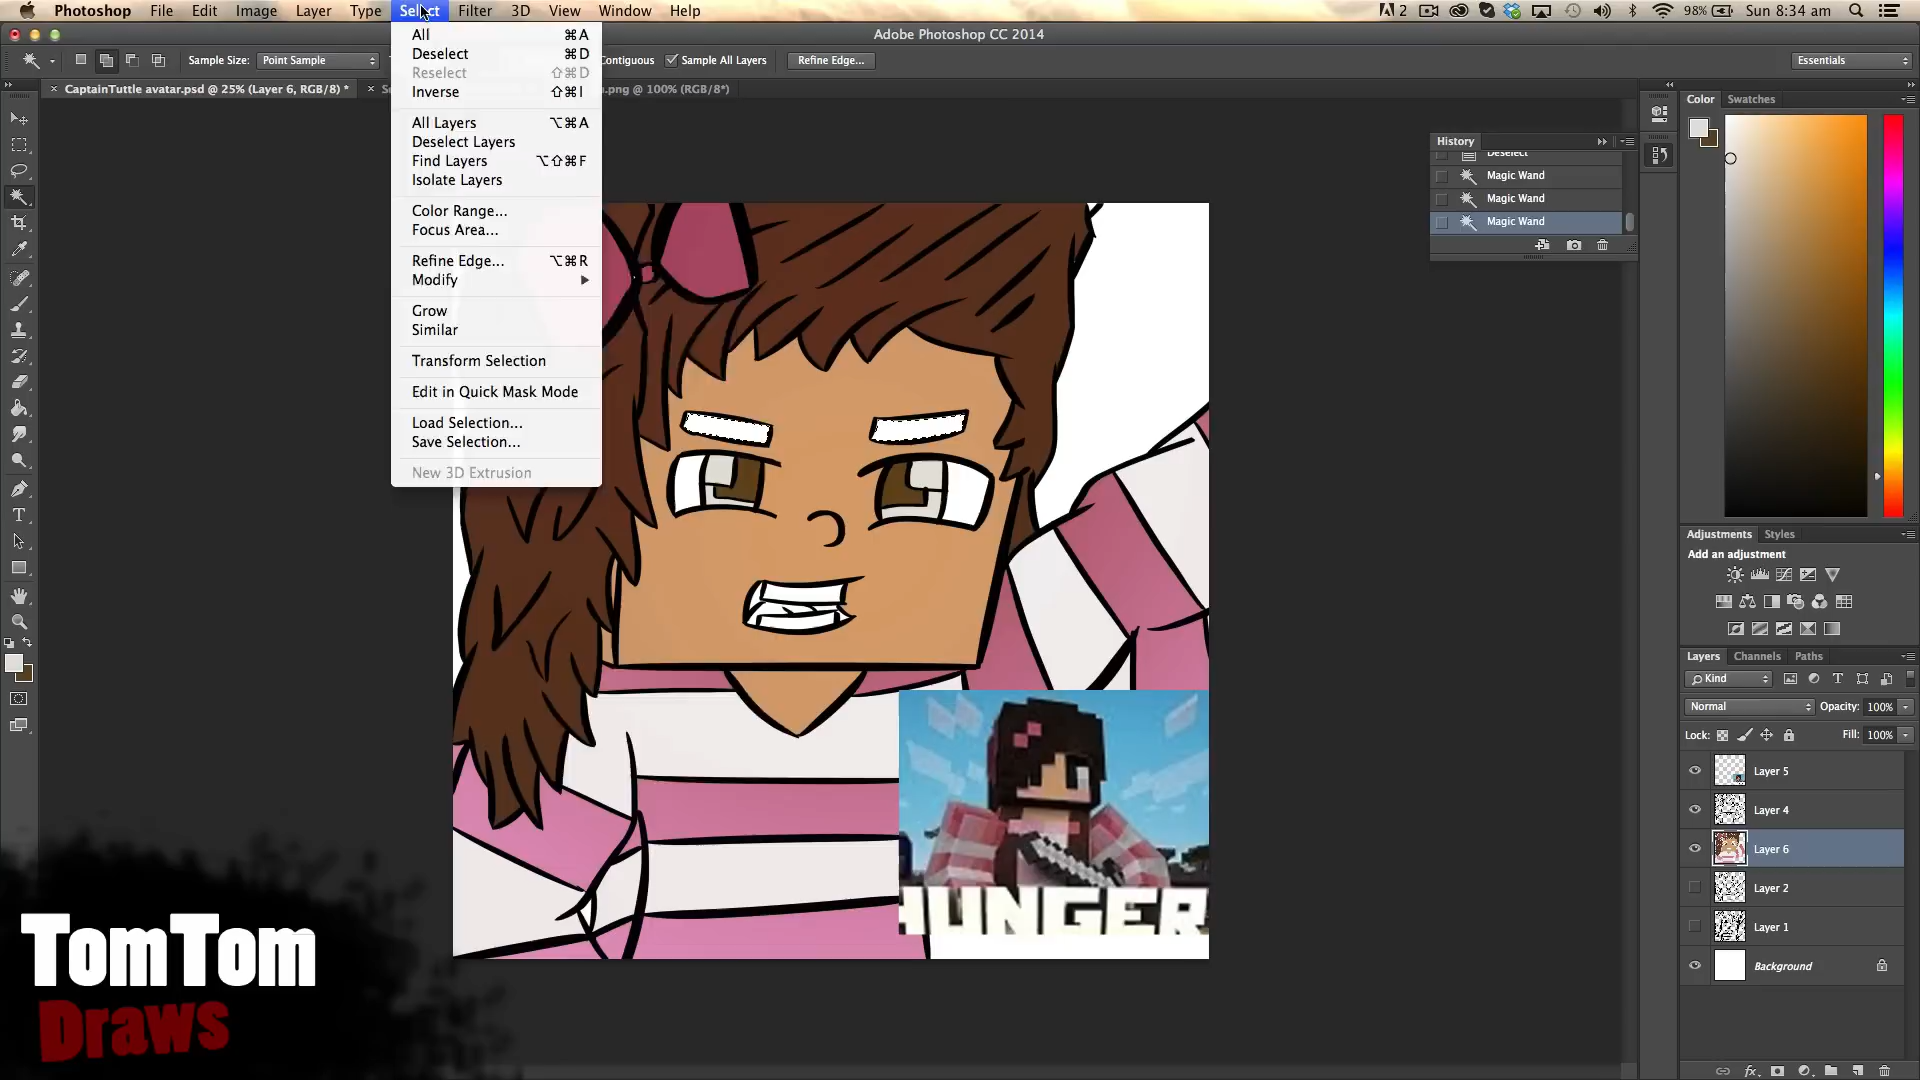 Photoshop File Edit Image Layer Type Select Filter 3D View Window Help 2 98% Sun 8:34 am
Adobe Photoshop CC 2014
Sample Size: Point Sample Contiguous Sample All Layers Refine Edge... Essentials
CaptainTuttle avatar.psd @ 25% (Layer 6, RGB/8) * .png @ 100% (RGB/8*)
All ⌘A
Deselect ⌘D
Reselect ⇧⌘D
Inverse ⇧⌘I
All Layers ⌥⌘A
Deselect Layers
Find Layers ⌥⇧⌘F
Isolate Layers
Color Range...
Focus Area...
Refine Edge... ⌥⌘R
Modify
Grow
Similar
Transform Selection
Edit in Quick Mask Mode
Load Selection...
Save Selection...
New 3D Extrusion
History
Deselect
Magic Wand
Magic Wand
Magic Wand
Color Swatches
Adjustments Styles
Add an adjustment
Layers Channels Paths
Kind
Normal Opacity: 100%
Lock: Fill: 100%
Layer 5
Layer 4
Layer 6
Layer 2
Layer 1
Background
HUNGER
TomTom
Draws